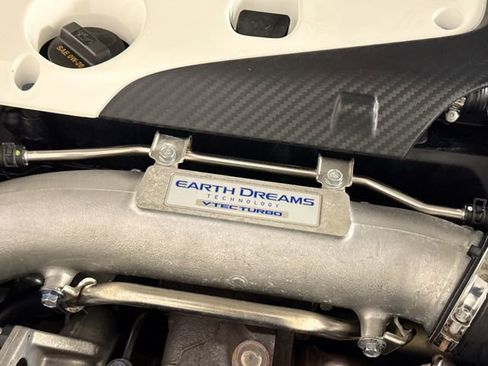 SAE 0W-20
EARTH DREAMS
TECHNOLOGY
VTEC TURBO